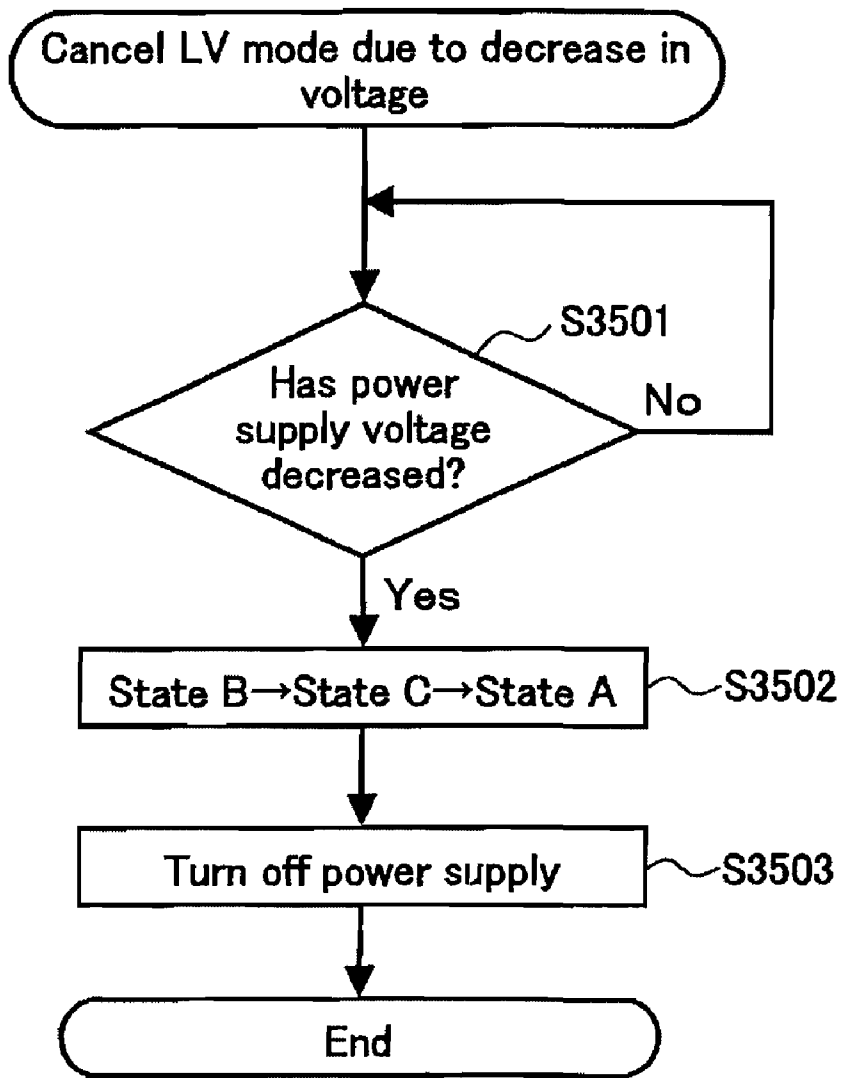 Cancel LV mode due to decrease in
voltage
S3501
Has power
supply voltage
decreased?
No
Yes
State B→State C→State A
S3502
Turn off power supply
S3503
End